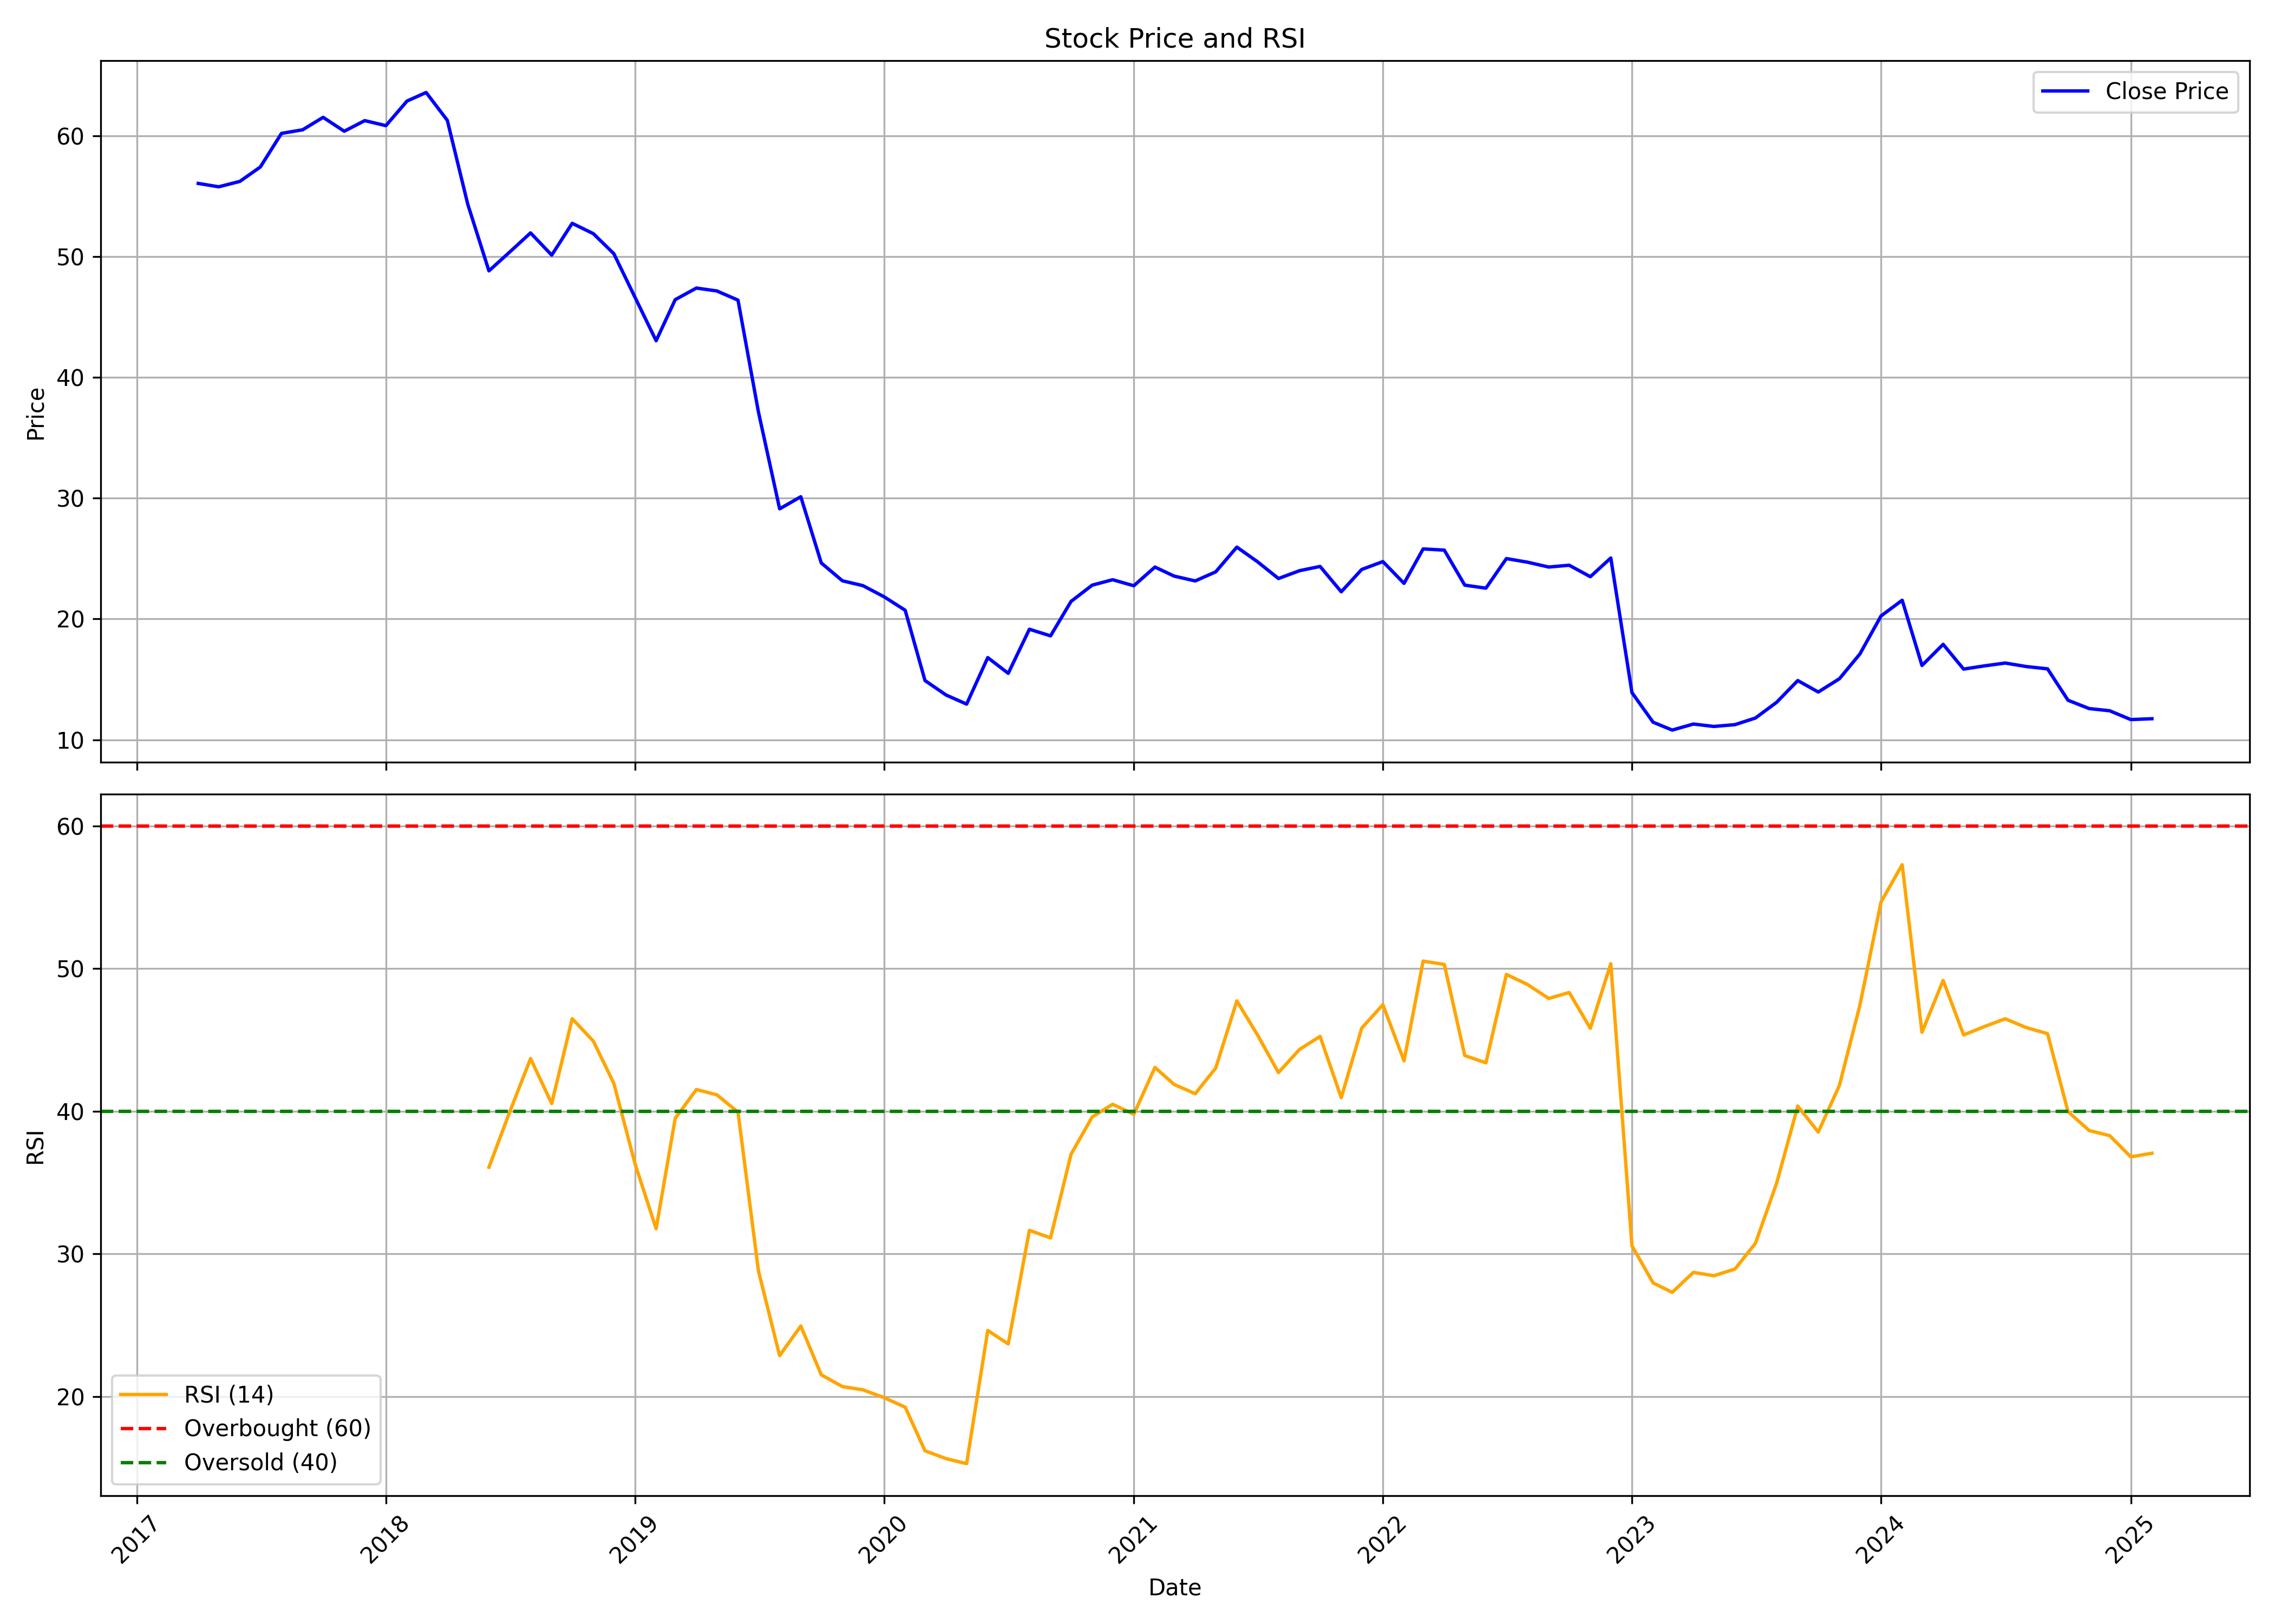 Stock Price and RSI
Close Price
Price
60
50
40
30
20
10
RSI
60
50
40
30
20
RSI (14)
Overbought (60)
Oversold (40)
2017
2018
2019
2020
2021
2022
2023
2024
2025
Date